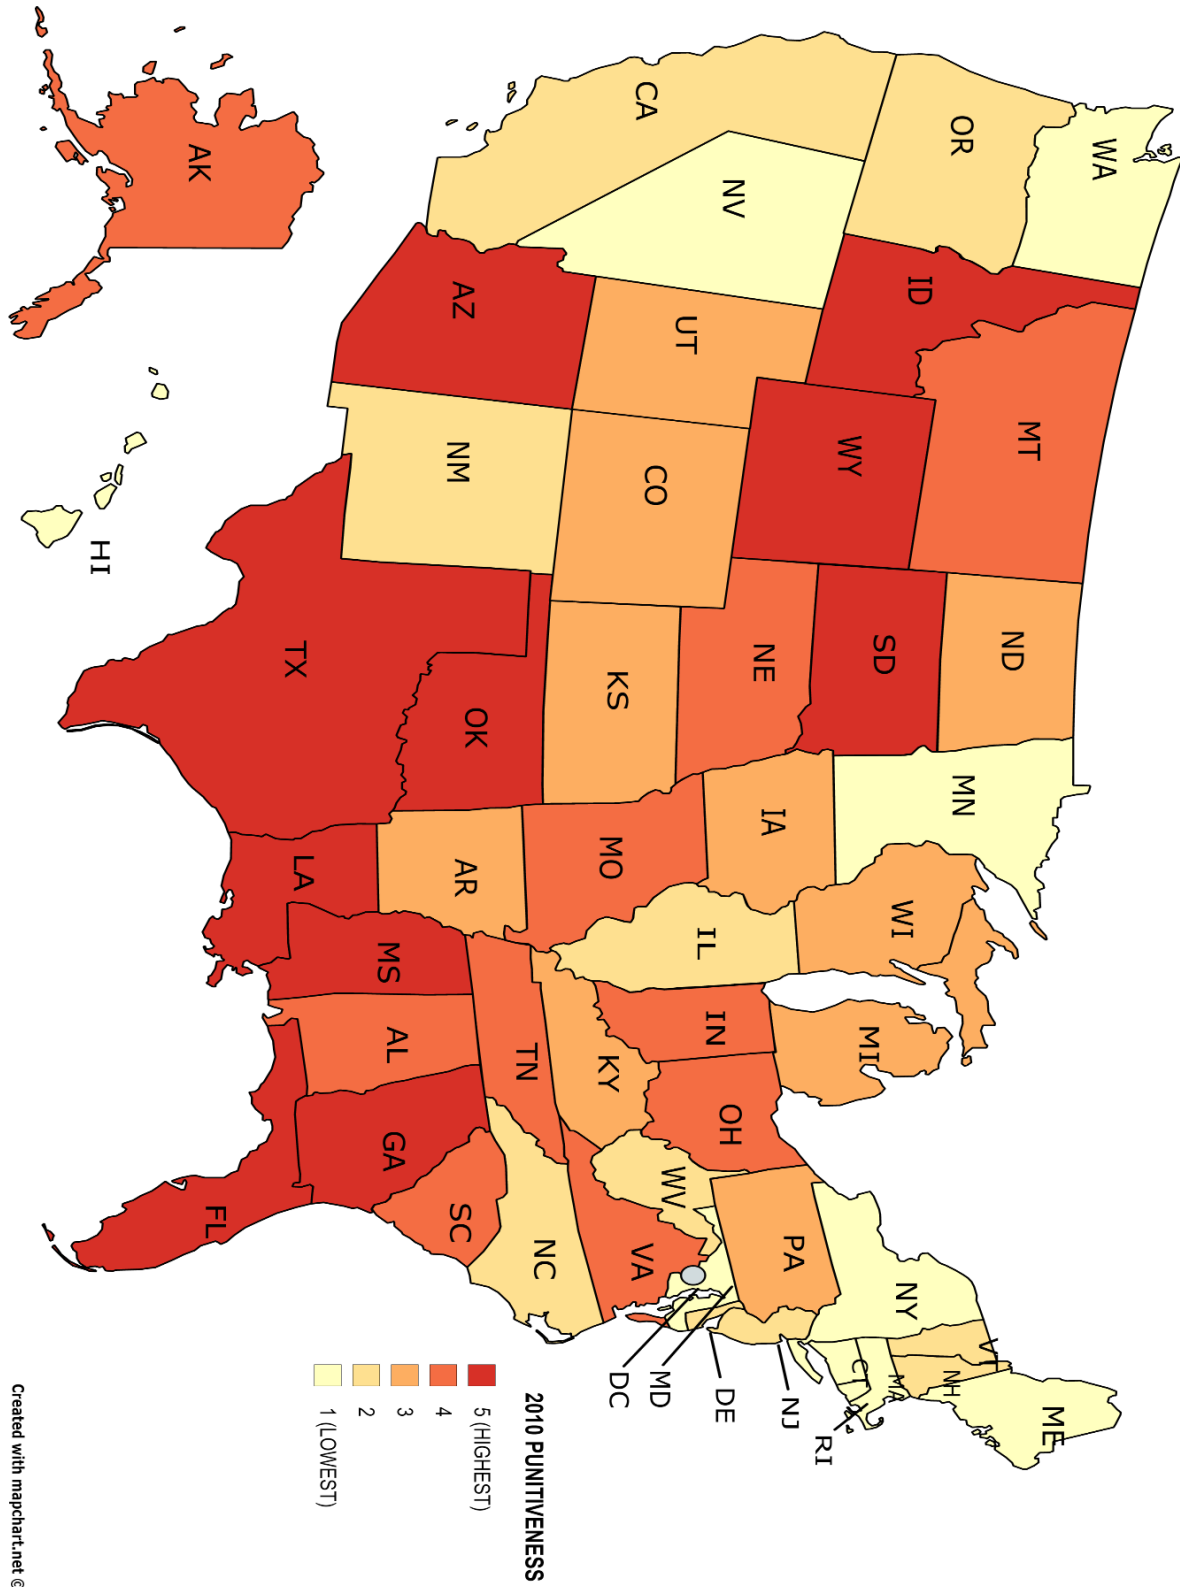 WA
OR
CA
NV
ID
MT
WY
UT
AZ
CO
NM
ND
SD
NE
KS
OK
TX
MN
IA
MO
AR
LA
WI
IL
MI
IN
OH
KY
TN
MS
AL
GA
FL
SC
NC
VA
WV
PA
NY
VT
NH
ME
MA
CT
RI
NJ
DE
MD
DC
AK
HI
2010 PUNITIVENESS
5 (HIGHEST)
4
3
2
1 (LOWEST)
Created with mapchart.net ©